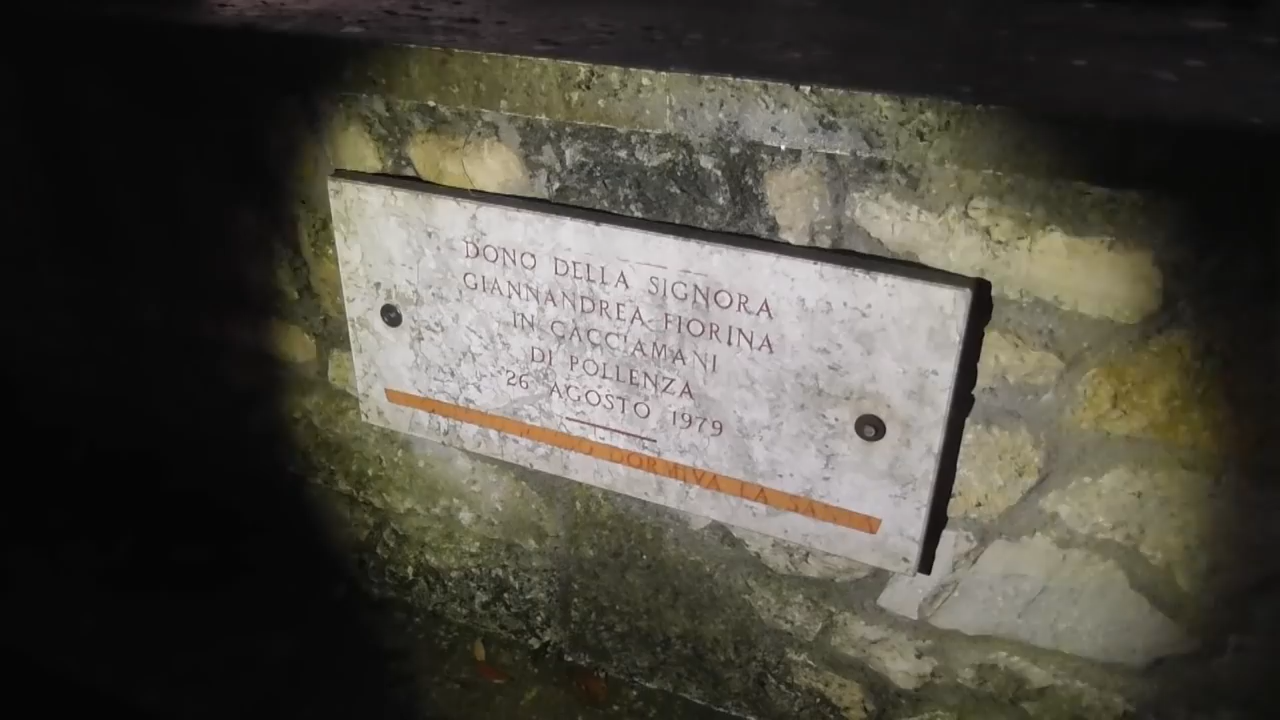 DONO DELLA SIGNORA
GIANNANDREA FIORINA
IN CACCIAMANI
DI POLLENZA
26 AGOSTO 1979
DORMIVA LA